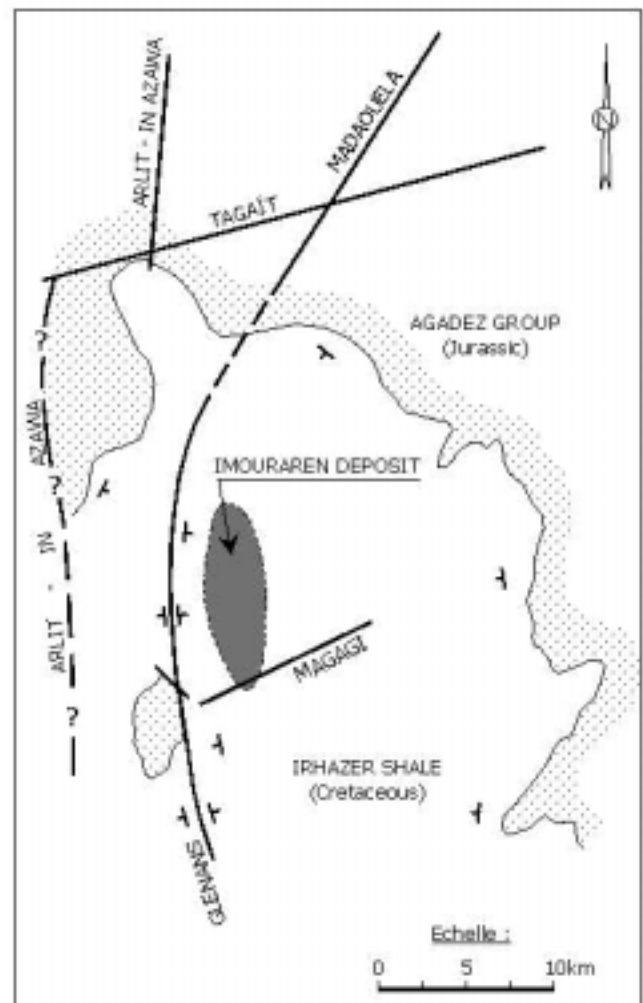 ARLIT - IN AZAWA
MADAOUELA
N
TAGAÏT
AGADEZ GROUP
(Jurassic)
?
AZAWA
IMOURAREN DEPOSIT
?
ARLIT - IN
MAGAGI
?
IRHAZER SHALE
(Cretaceous)
GLENANS
Echelle :
0 5 10km